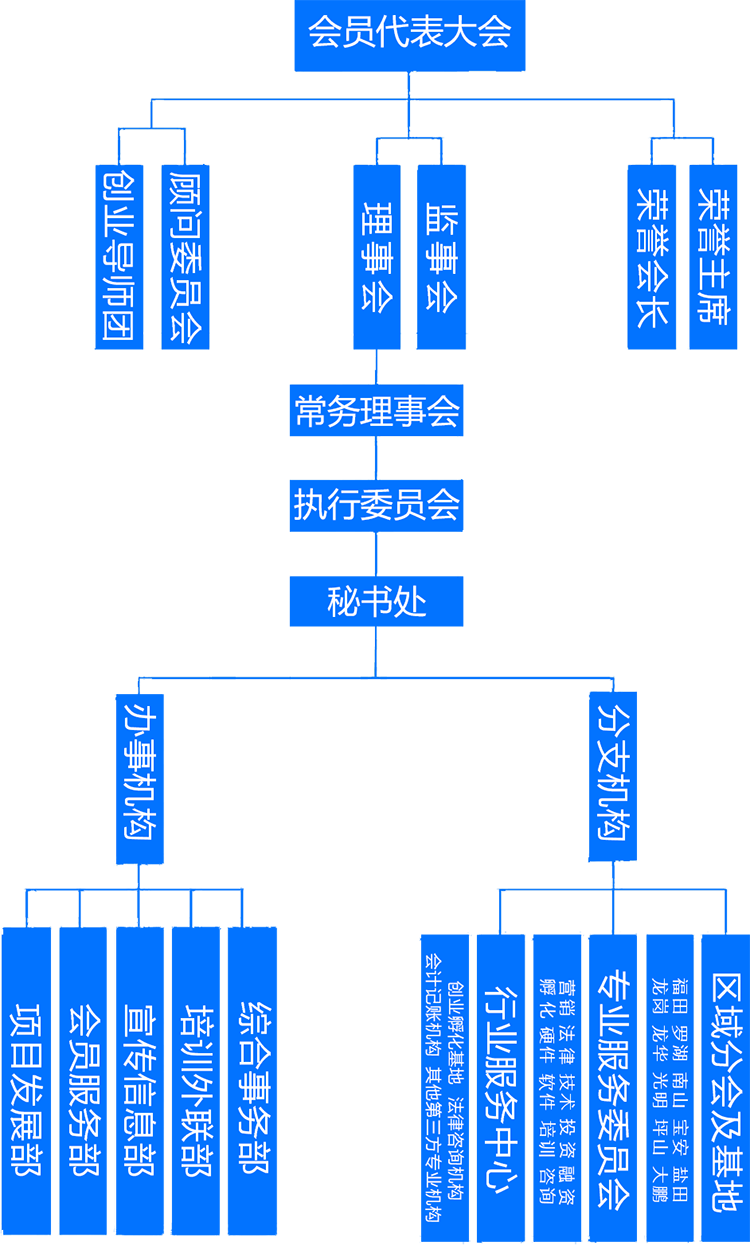 会员代表大会
创业导师团
顾问委员会
理事会
监事会
荣誉会长
荣誉主席
常务理事会
执行委员会
秘书处
办事机构
分支机构
项目发展部
会员服务部
宣传信息部
培训外联部
综合事务部
行业服务中心
创业孵化基地 法律咨询机构
会计记账机构 其他第三方专业机构
专业服务委员会
营销 法律 技术 投资 融资
孵化 硬件 软件 培训 咨询
区域分会及基地
福田 罗湖 南山 宝安 盐田
龙岗 龙华 光明 坪山 大鹏